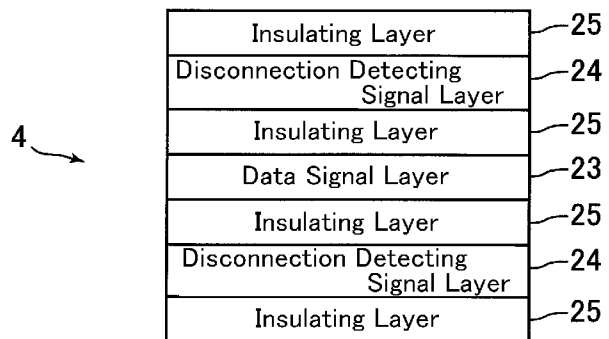 Insulating Layer 25
Disconnection Detecting
Signal Layer 24
Insulating Layer 25
4
Data Signal Layer 23
Insulating Layer 25
Disconnection Detecting
Signal Layer 24
Insulating Layer 25